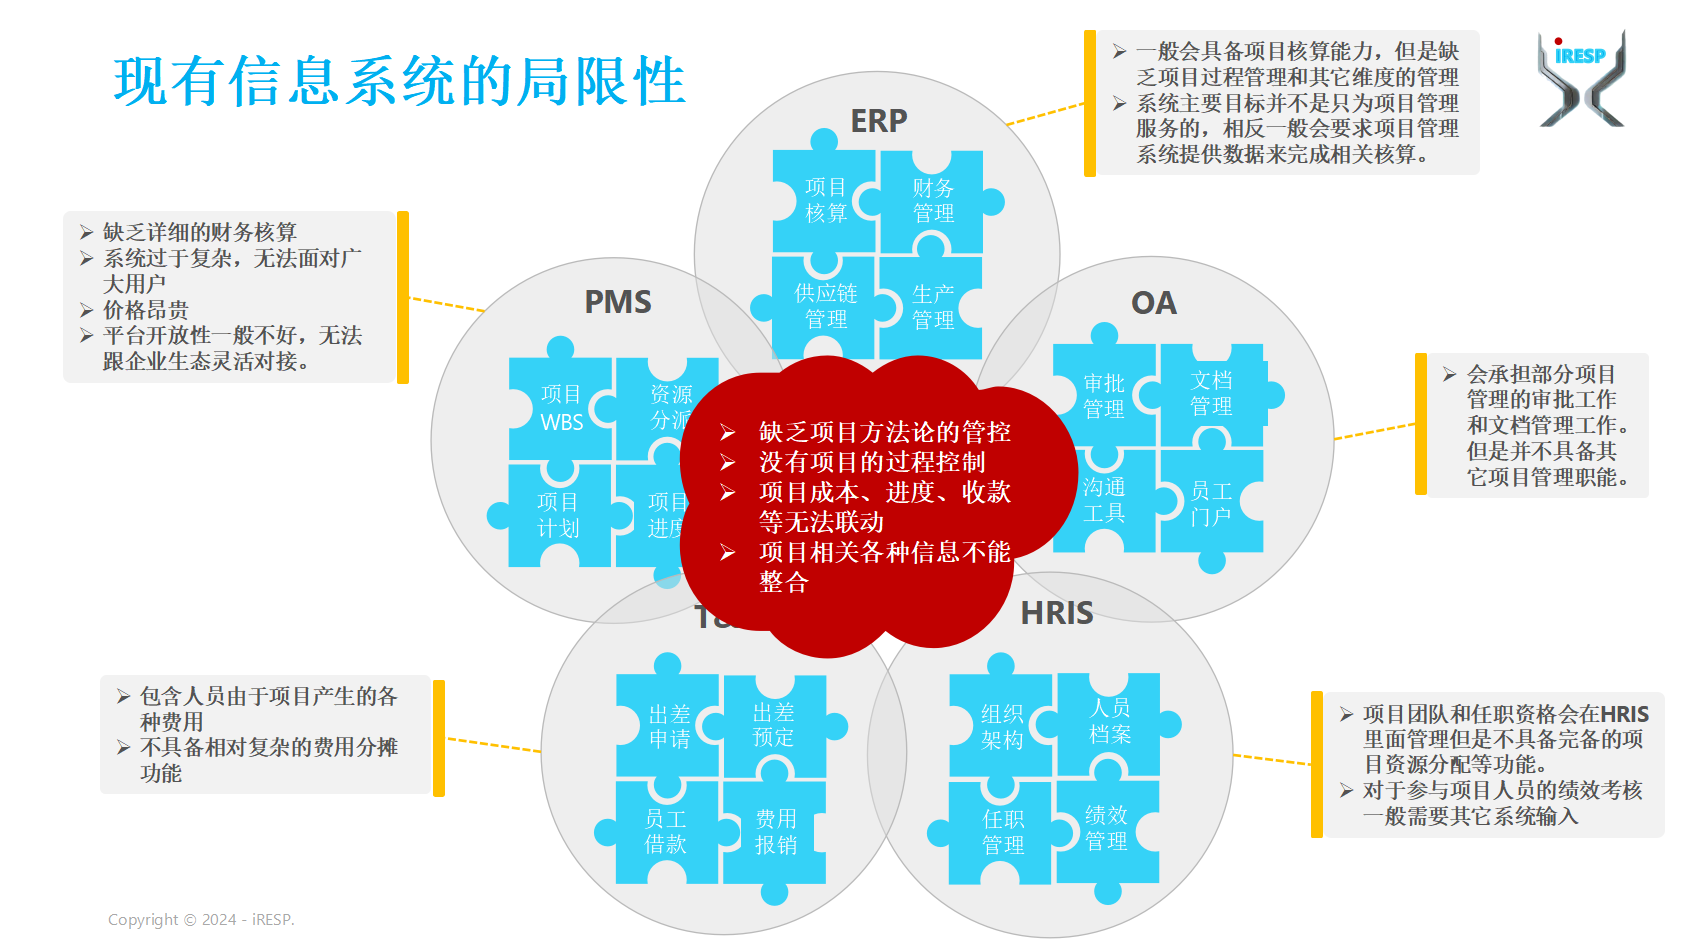 现有信息系统的局限性
iRESP
一般会具备项目核算能力，但是缺
乏项目过程管理和其它维度的管理
系统主要目标并不是只为项目管理
服务的，相反一般会要求项目管理
系统提供数据来完成相关核算。
ERP
项目
核算
财务
管理
供应链
管理
生产
管理
缺乏详细的财务核算
系统过于复杂，无法面对广
大用户
价格昂贵
平台开放性一般不好，无法
跟企业生态灵活对接。
PMS
项目
WBS
资源
分派
项目
计划
项目
进度
OA
审批
管理
文档
管理
沟通
工具
员工
门户
会承担部分项目
管理的审批工作
和文档管理工作。
但是并不具备其
它项目管理职能。
缺乏项目方法论的管控
没有项目的过程控制
项目成本、进度、收款
等无法联动
项目相关各种信息不能
整合
包含人员由于项目产生的各
种费用
不具备相对复杂的费用分摊
功能
出差
申请
出差
预定
员工
借款
费用
报销
HRIS
组织
架构
人员
档案
任职
管理
绩效
管理
项目团队和任职资格会在HRIS
里面管理但是不具备完备的项
目资源分配等功能。
对于参与项目人员的绩效考核
一般需要其它系统输入
Copyright © 2024 - iRESP.